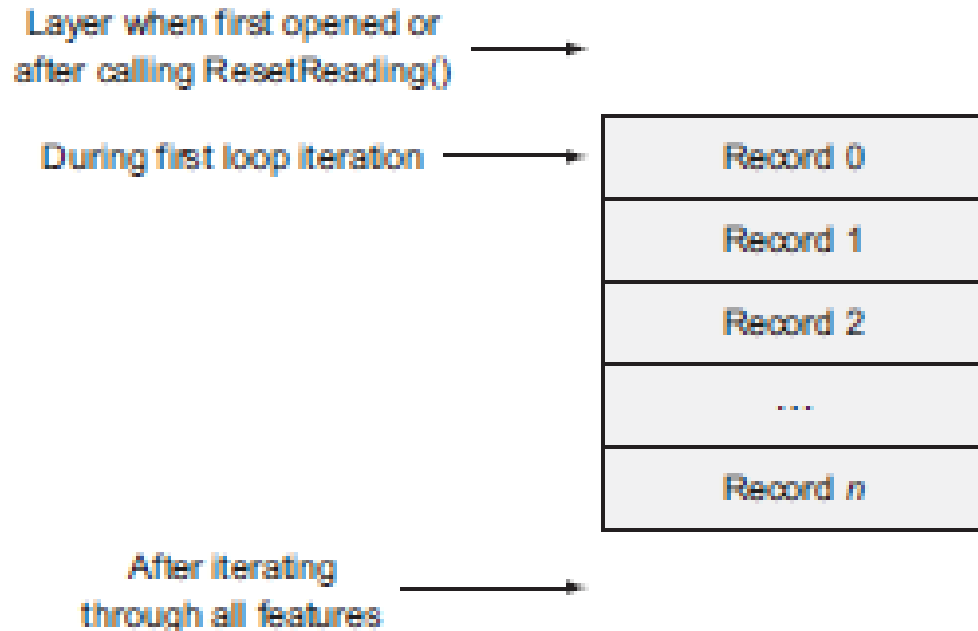 Layer when first opened or
after calling ResetReading()
During first loop iteration
Record 0
Record 1
Record 2
...
Record n
After iterating
through all features